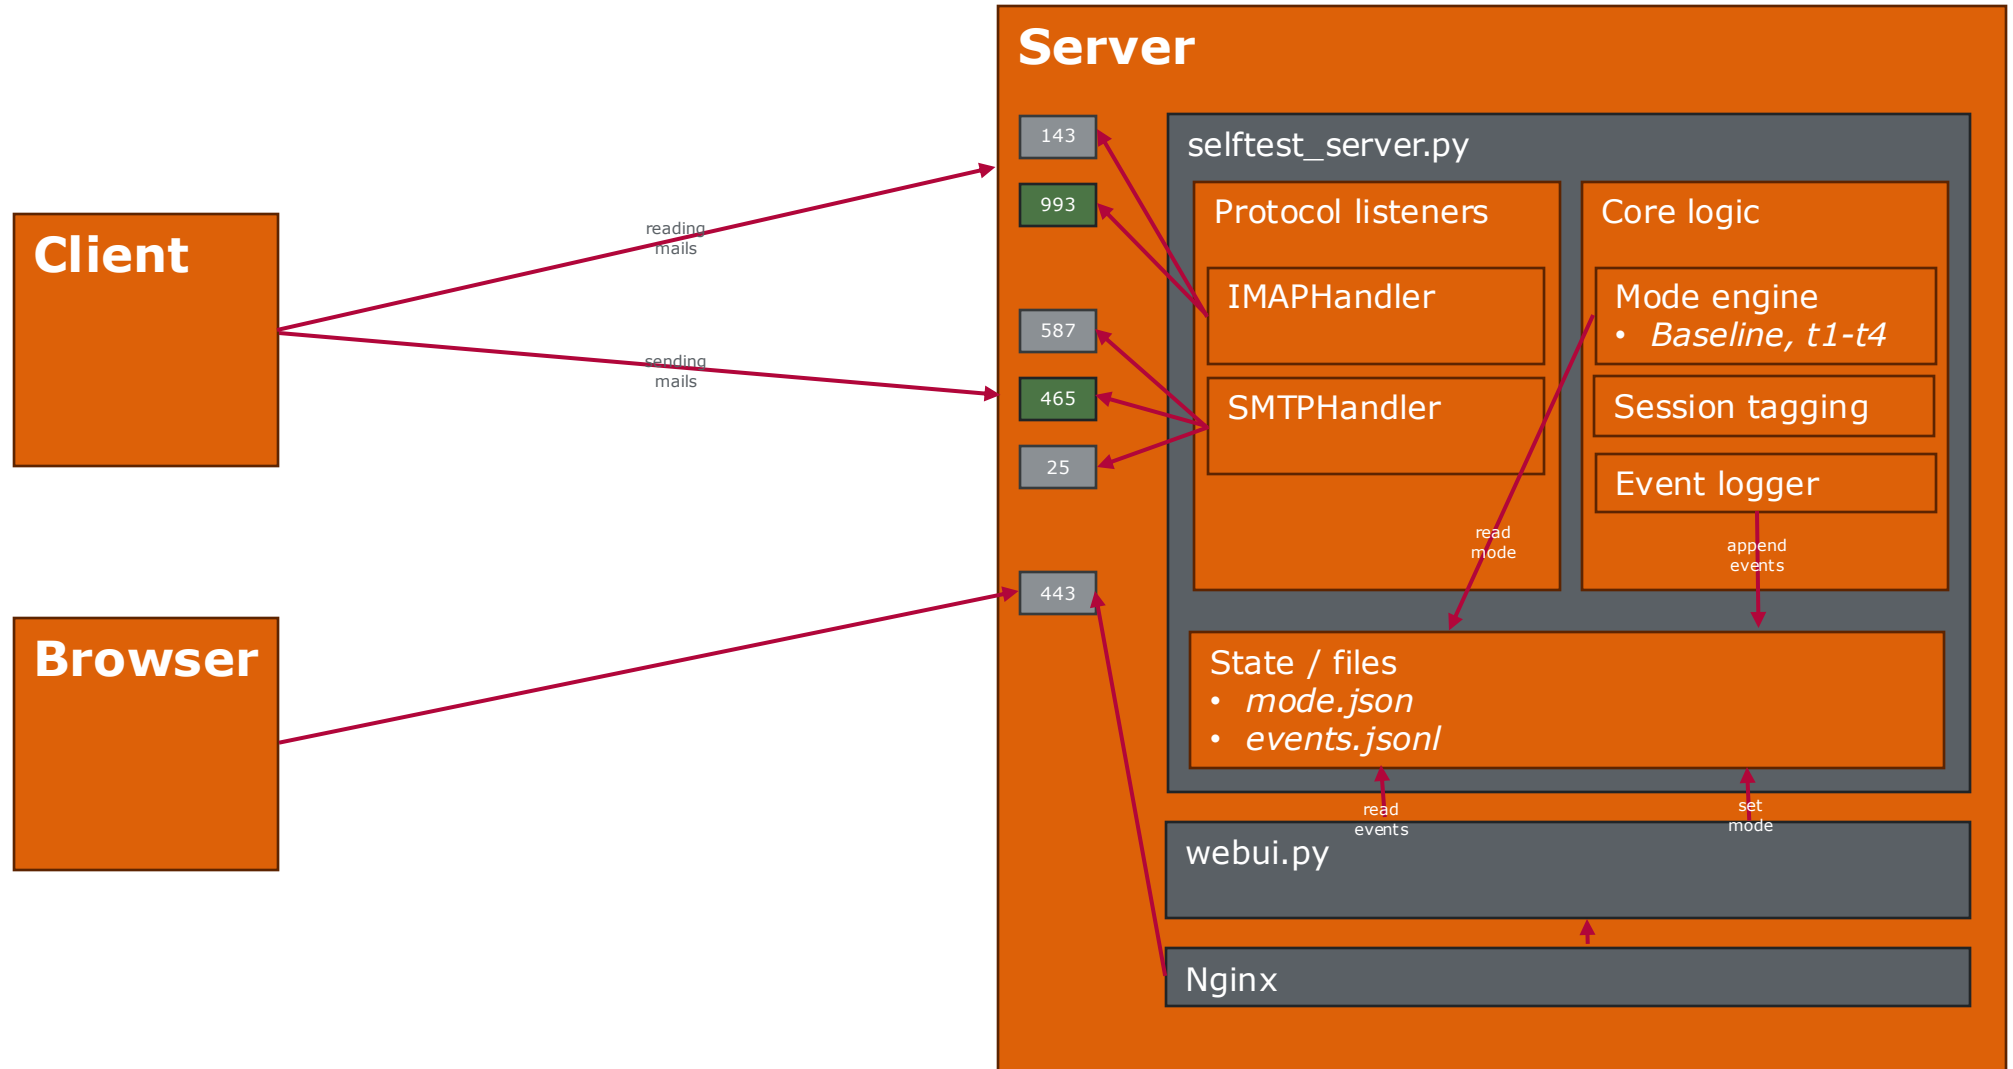 Server
143
selftest_server.py
993
Protocol listeners
Core logic
reading
mails
Client
IMAPHandler
Mode engine
• Baseline, t1-t4
587
sending
mails
465
SMTPHandler
Session tagging
25
Event logger
read
mode
append
events
443
Browser
State / files
• mode.json
• events.jsonl
read
events
set
mode
webui.py
Nginx